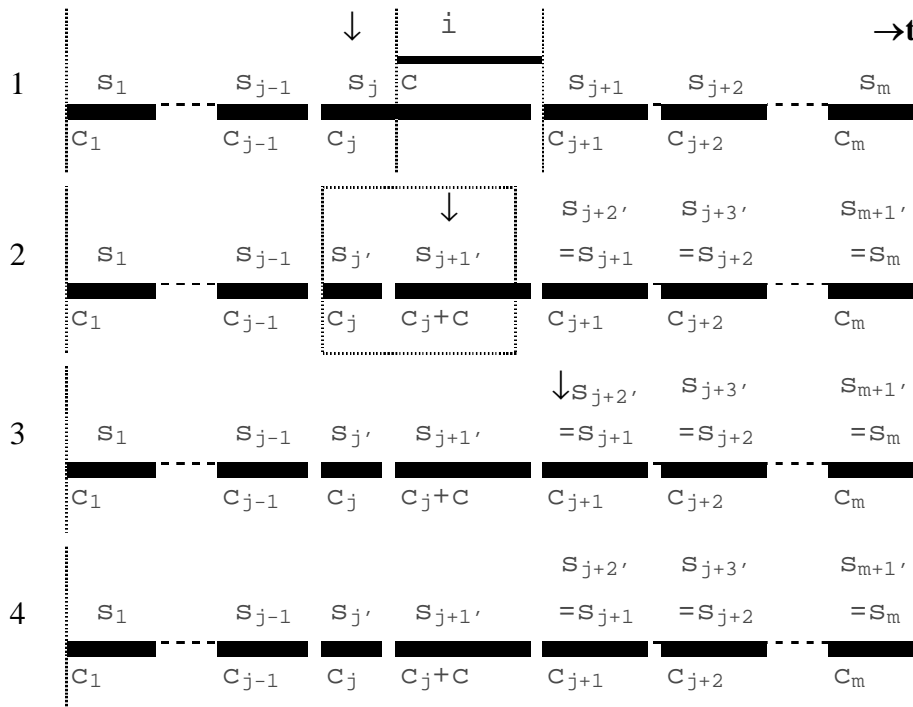 ↓ i →t
1 s₁ sⱼ₋₁ sⱼ c sⱼ₊₁ sⱼ₊₂ sₘ
c₁ cⱼ₋₁ cⱼ cⱼ₊₁ cⱼ₊₂ cₘ
↓ sⱼ₊₂' sⱼ₊₃' sₘ₊₁'
2 s₁ sⱼ₋₁ sⱼ' sⱼ₊₁' =sⱼ₊₁ =sⱼ₊₂ =sₘ
c₁ cⱼ₋₁ cⱼ cⱼ+c cⱼ₊₁ cⱼ₊₂ cₘ
↓sⱼ₊₂' sⱼ₊₃' sₘ₊₁'
3 s₁ sⱼ₋₁ sⱼ' sⱼ₊₁' =sⱼ₊₁ =sⱼ₊₂ =sₘ
c₁ cⱼ₋₁ cⱼ cⱼ+c cⱼ₊₁ cⱼ₊₂ cₘ
sⱼ₊₂' sⱼ₊₃' sₘ₊₁'
4 s₁ sⱼ₋₁ sⱼ' sⱼ₊₁' =sⱼ₊₁ =sⱼ₊₂ =sₘ
c₁ cⱼ₋₁ cⱼ cⱼ+c cⱼ₊₁ cⱼ₊₂ cₘ